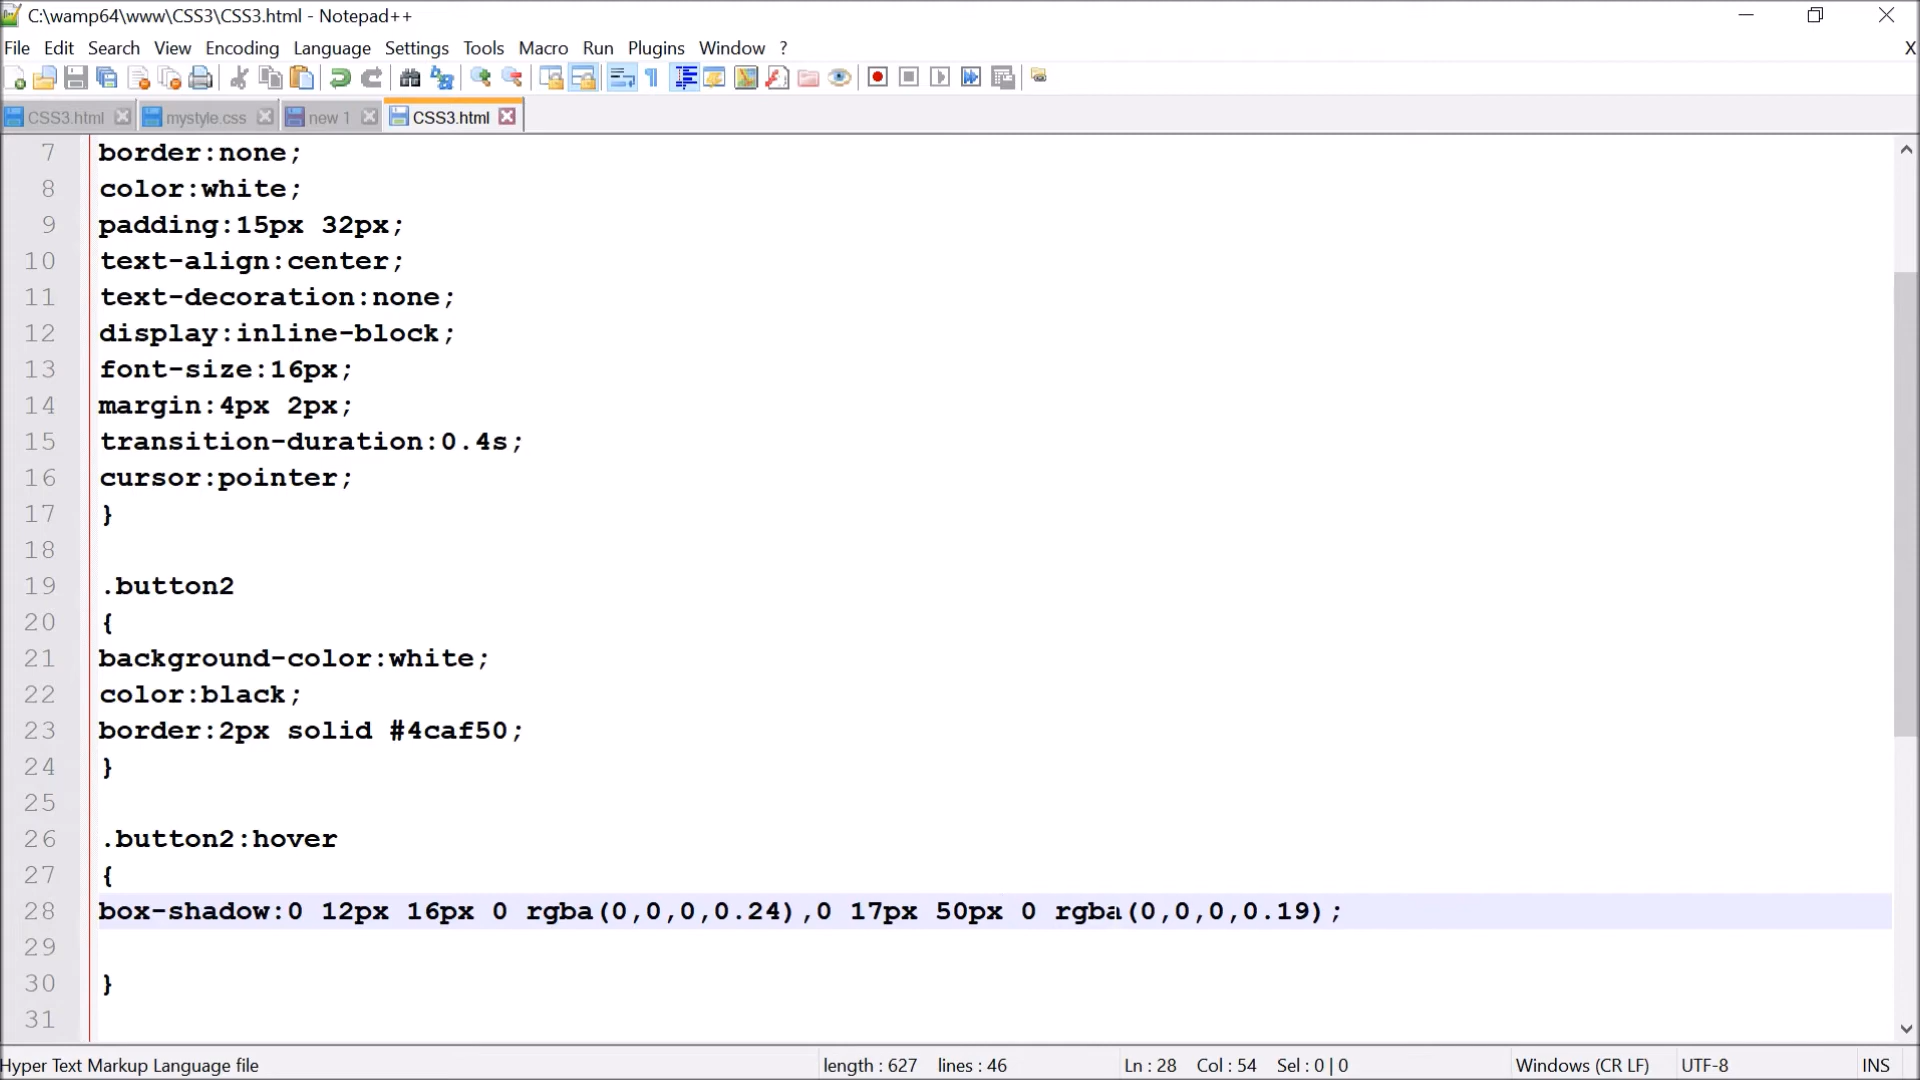 C:\wamp64\www\CSS3\CSS3.html - Notepad++
File Edit Search View Encoding Language Settings Tools Macro Run Plugins Window ? X
CSS3.html mystyle.css new 1 CSS3.html
7 border:none;
8 color:white;
9 padding:15px 32px;
10 text-align:center;
11 text-decoration:none;
12 display:inline-block;
13 font-size:16px;
14 margin:4px 2px;
15 transition-duration:0.4s;
16 cursor:pointer;
17 }
18
19 .button2
20 {
21 background-color:white;
22 color:black;
23 border:2px solid #4caf50;
24 }
25
26 .button2:hover
27 {
28 box-shadow:0 12px 16px 0 rgba(0,0,0,0.24),0 17px 50px 0 rgba(0,0,0,0.19);
29
30 }
31
Hyper Text Markup Language file length : 627 lines : 46 Ln : 28 Col : 54 Sel : 0 | 0 Windows (CR LF) UTF-8 INS